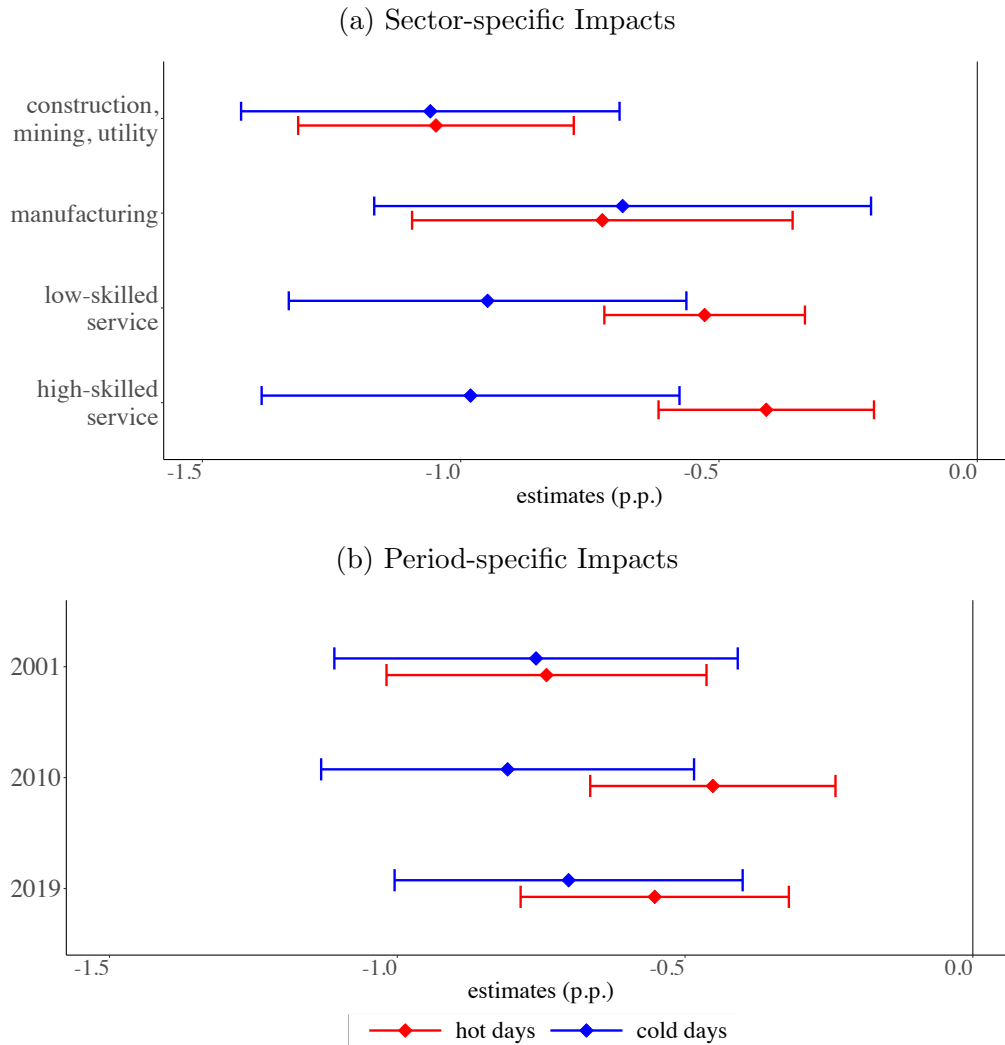 (a) Sector-specific Impacts
construction,
mining, utility
manufacturing
low-skilled
service
high-skilled
service
-1.5 -1.0 -0.5 0.0
estimates (p.p.)
(b) Period-specific Impacts
2001
2010
2019
-1.5 -1.0 -0.5 0.0
estimates (p.p.)
hot days cold days